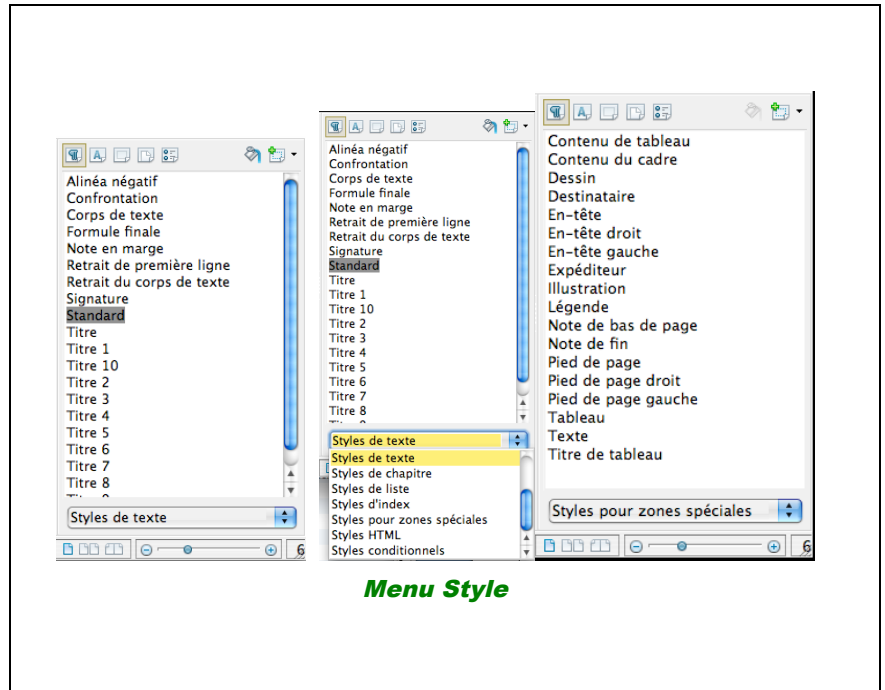 Alinéa négatif
Confrontation
Corps de texte
Formule finale
Note en marge
Retrait de première ligne
Retrait du corps de texte
Signature
Standard
Titre
Titre 1
Titre 10
Titre 2
Titre 3
Titre 4
Titre 5
Titre 6
Titre 7
Titre 8
Styles de texte
6
Alinéa négatif
Confrontation
Corps de texte
Formule finale
Note en marge
Retrait de première ligne
Retrait du corps de texte
Signature
Standard
Titre
Titre 1
Titre 10
Titre 2
Titre 3
Titre 4
Titre 5
Titre 6
Titre 7
Titre 8
Styles de texte
Styles de texte
Styles de chapitre
Styles de liste
Styles d'index
Styles pour zones spéciales
Styles HTML
Styles conditionnels
Contenu de tableau
Contenu du cadre
Dessin
Destinataire
En-tête
En-tête droit
En-tête gauche
Expéditeur
Illustration
Légende
Note de bas de page
Note de fin
Pied de page
Pied de page droit
Pied de page gauche
Tableau
Texte
Titre de tableau
Styles pour zones spéciales
6
Menu Style